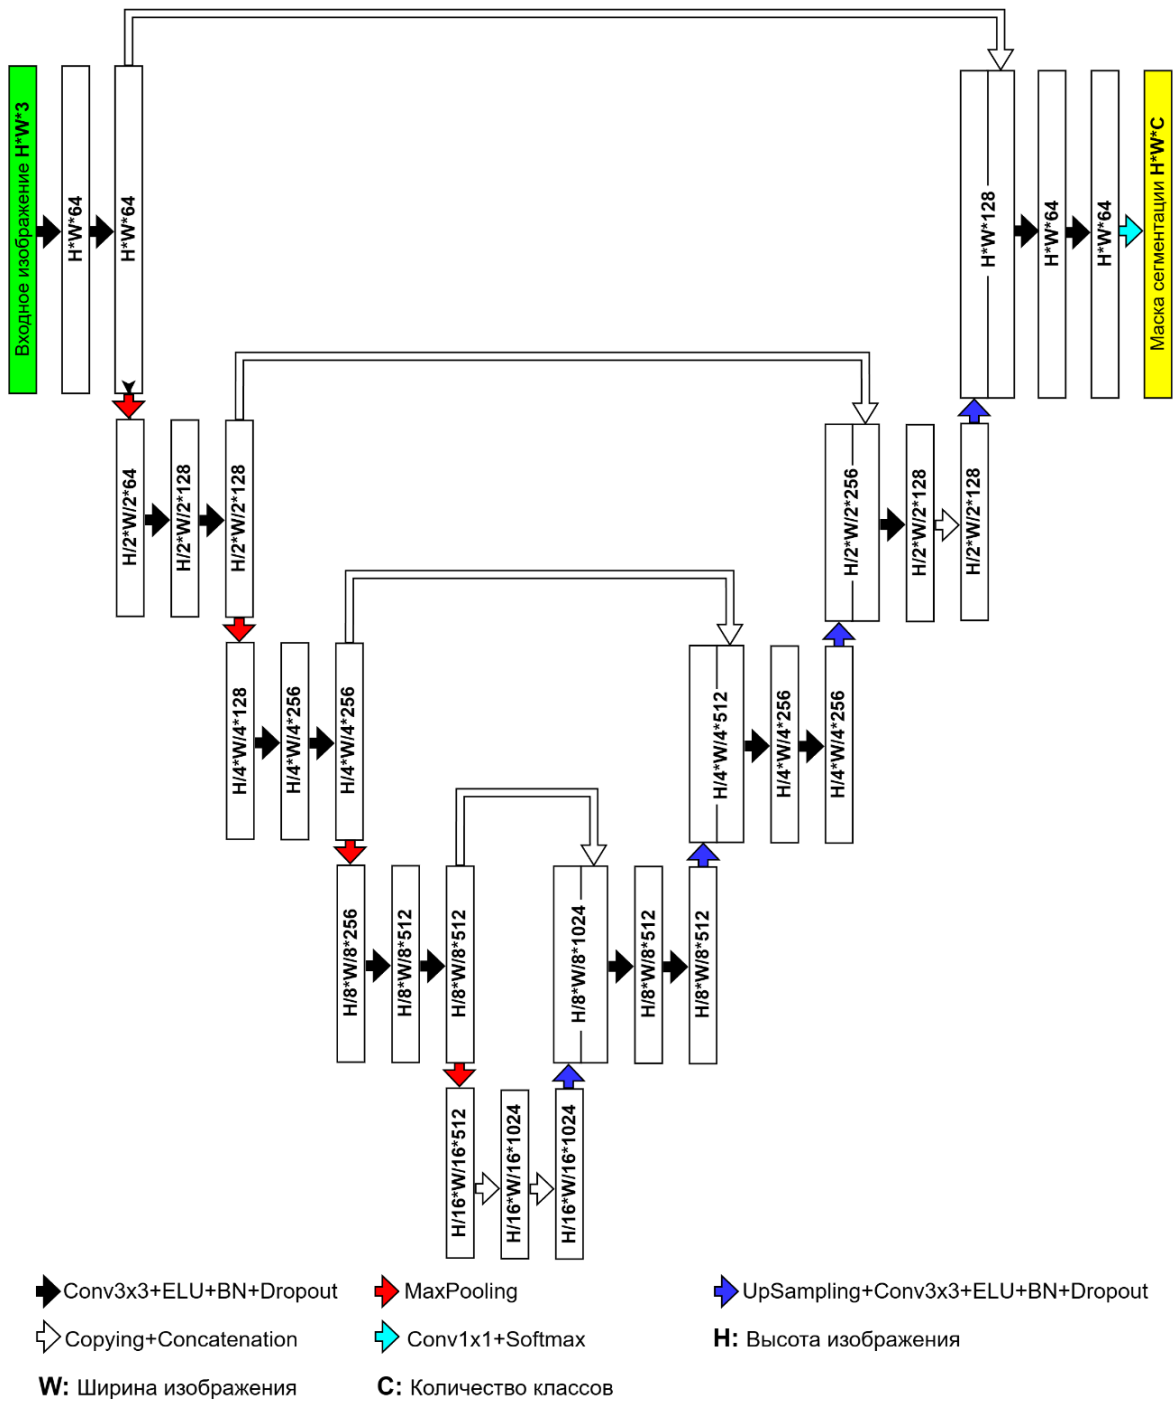 Входное изображение H*W*3
H*W*64
H*W*64
H*W*128
H*W*64
H*W*64
Маска сегментации H*W*C
H/2*W/2*64
H/2*W/2*128
H/2*W/2*128
H/2*W/2*256
H/2*W/2*128
H/2*W/2*128
H/4*W/4*128
H/4*W/4*256
H/4*W/4*256
H/4*W/4*512
H/4*W/4*256
H/4*W/4*256
H/8*W/8*256
H/8*W/8*512
H/8*W/8*512
H/8*W/8*1024
H/8*W/8*512
H/8*W/8*512
H/16*W/16*512
H/16*W/16*1024
H/16*W/16*1024
Conv3x3+ELU+BN+Dropout
MaxPooling
UpSampling+Conv3x3+ELU+BN+Dropout
Copying+Concatenation
Conv1x1+Softmax
H: Высота изображения
W: Ширина изображения
C: Количество классов